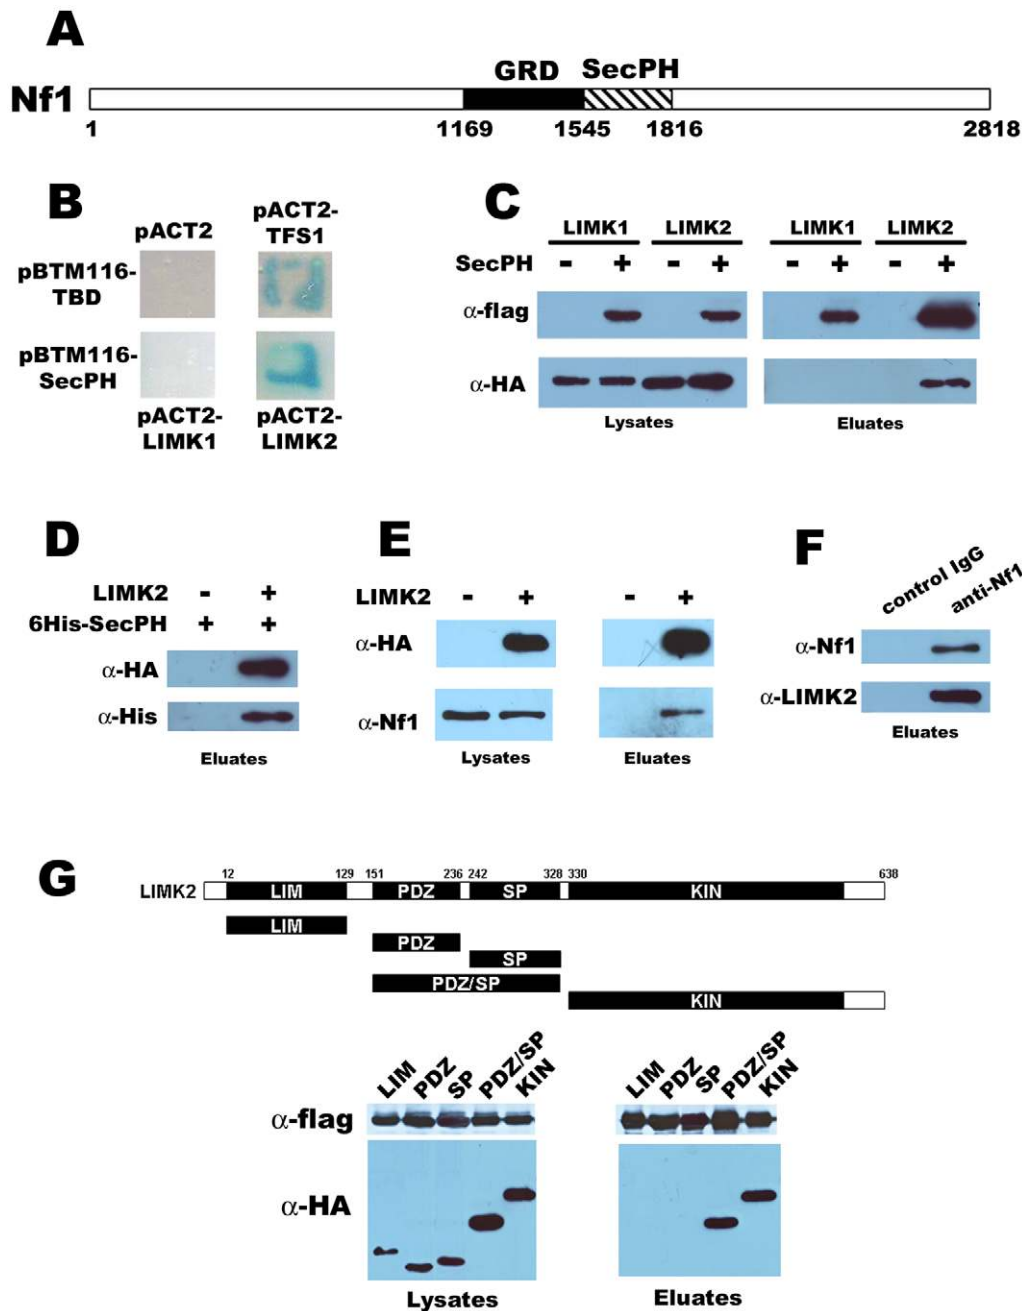 A
GRD SecPH
Nf1
1 1169 1545 1816 2818
B
pACT2 pACT2-TFS1
pBTM116-TBD
pBTM116-SecPH
pACT2-LIMK1 pACT2-LIMK2
C
LIMK1 LIMK2 LIMK1 LIMK2
SecPH - + - + - + - +
α-flag
α-HA
Lysates Eluates
D
LIMK2 - +
6His-SecPH + +
α-HA
α-His
Eluates
E
LIMK2 - + - +
α-HA
α-Nf1
Lysates Eluates
F
control IgG anti-Nf1
α-Nf1
α-LIMK2
Eluates
G
12 129 151 236 242 328 330 638
LIMK2 LIM PDZ SP KIN
LIM
PDZ
SP
PDZ/SP
KIN
LIM PDZ SP PDZ/SP KIN LIM PDZ SP PDZ/SP KIN
α-flag
α-HA
Lysates Eluates